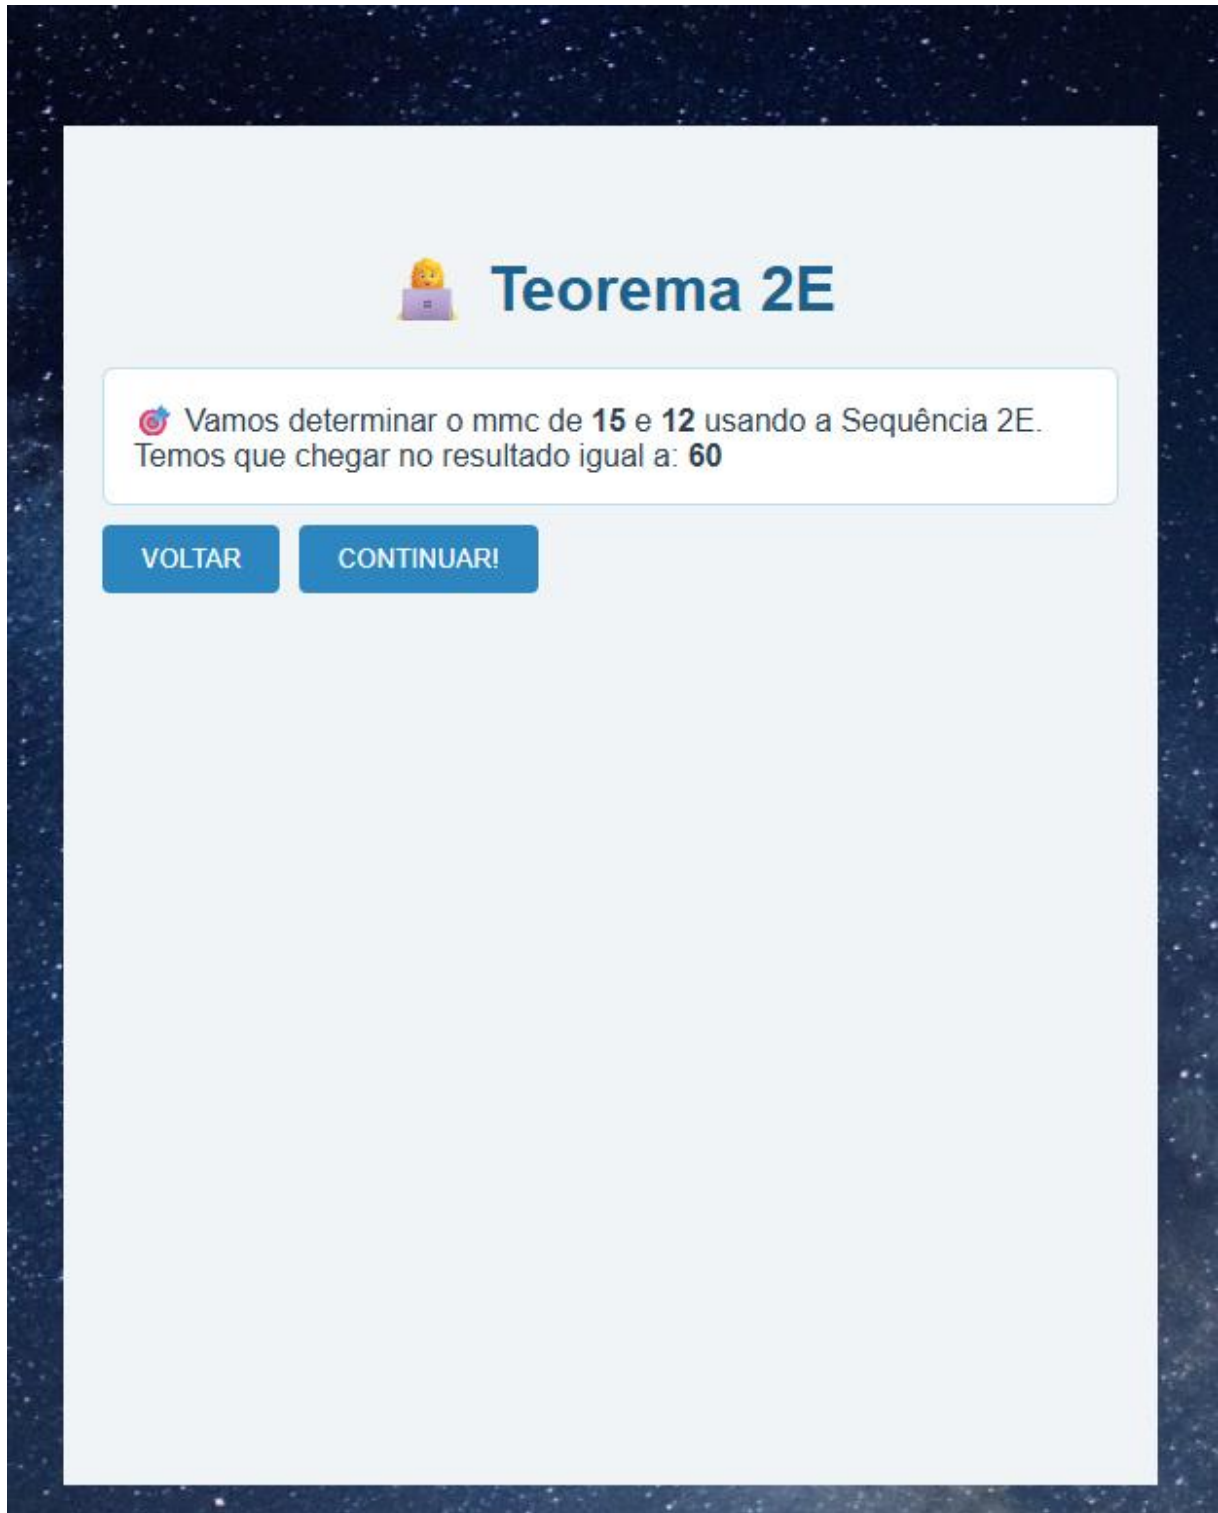 Teorema 2E
Vamos determinar o mmc de 15 e 12 usando a Sequência 2E.
Temos que chegar no resultado igual a: 60
VOLTAR CONTINUAR!